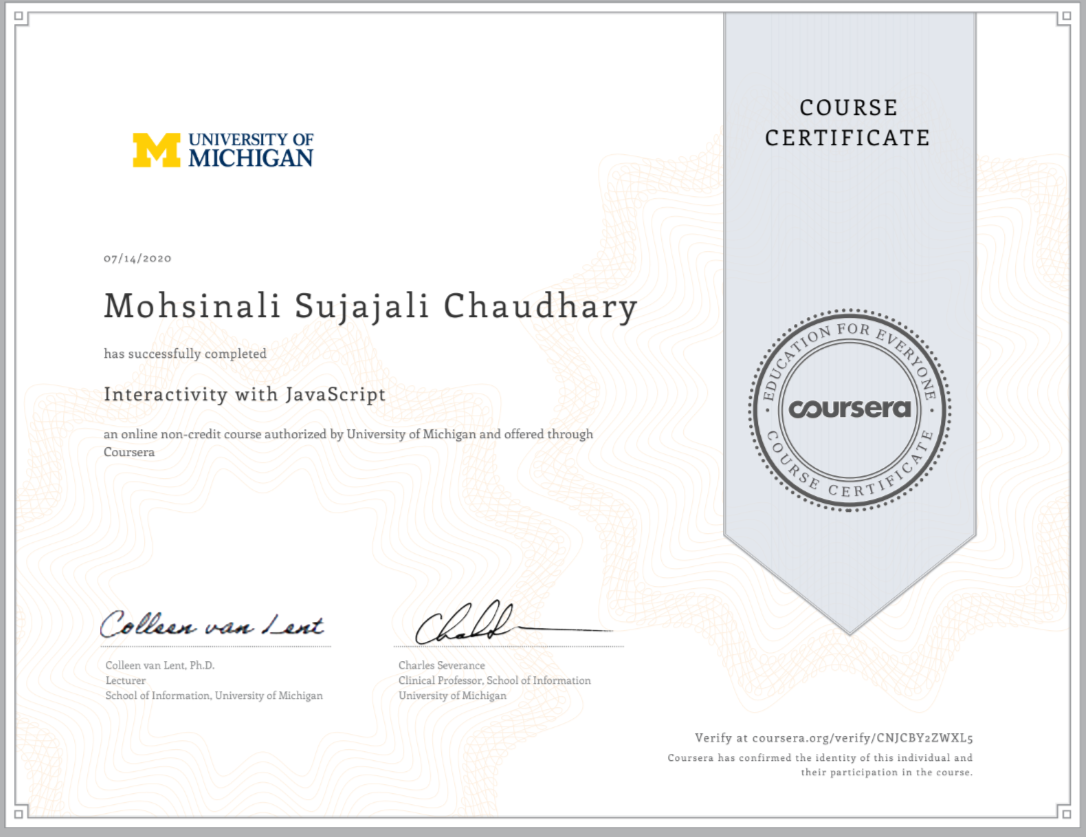 COURSE
CERTIFICATE
M UNIVERSITY OF
MICHIGAN
07/14/2020
Mohsinali Sujajali Chaudhary
has successfully completed
Interactivity with JavaScript
an online non-credit course authorized by University of Michigan and offered through
Coursera
EDUCATION FOR EVERYONE
coursera
COURSE CERTIFICATE
Colleen van Lent
Colleen van Lent, Ph.D.
Lecturer
School of Information, University of Michigan
Charles Severance
Clinical Professor, School of Information
University of Michigan
Verify at coursera.org/verify/CNJCBY2ZWXL5
Coursera has confirmed the identity of this individual and
their participation in the course.